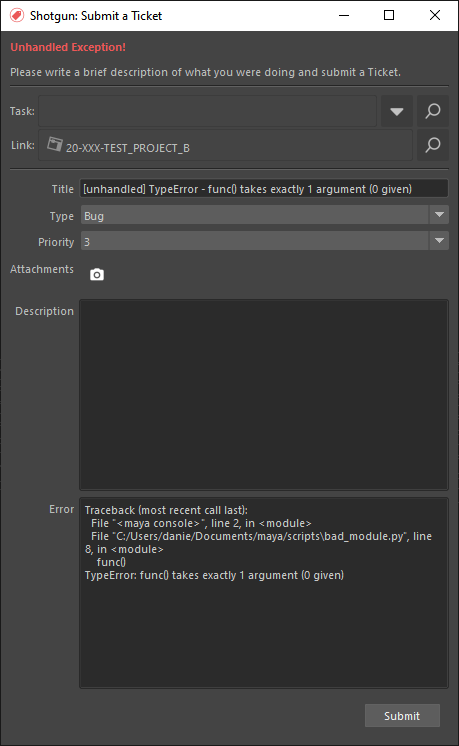 Shotgun: Submit a Ticket
Unhandled Exception!
Please write a brief description of what you were doing and submit a Ticket.
Task:
Link: 20-XXX-TEST_PROJECT_B
Title [unhandled] TypeError - func() takes exactly 1 argument (0 given)
Type Bug
Priority 3
Attachments
Description
Error
Traceback (most recent call last):
File "<maya console>", line 2, in <module>
File "C:/Users/danie/Documents/maya/scripts\bad_module.py", line
8, in <module>
func()
TypeError: func() takes exactly 1 argument (0 given)
Submit